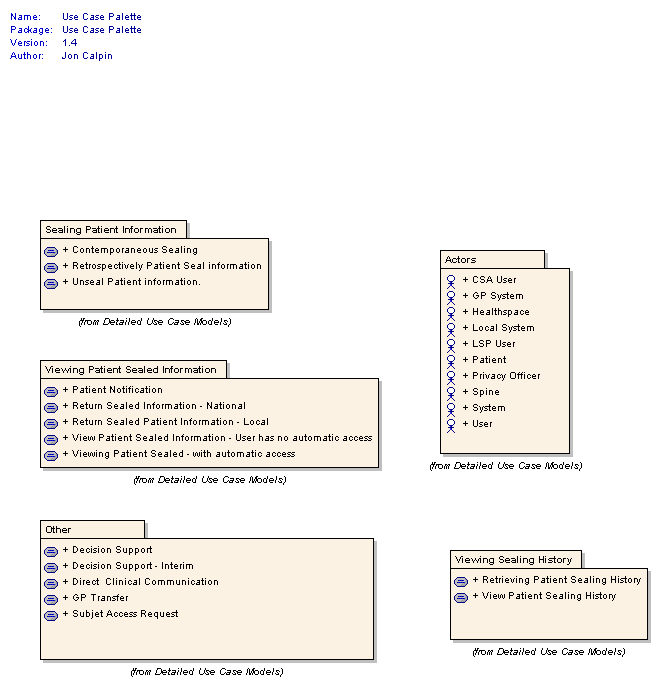 Name: Use Case Palette
Package: Use Case Palette
Version: 1.4
Author: Jon Calpin
Sealing Patient Information
+ Contemporaneous Sealing
+ Retrospectively Patient Seal information
+ Unseal Patient information.
(from Detailed Use Case Models)
Actors
+ CSA User
+ GP System
+ Healthspace
+ Local System
+ LSP User
+ Patient
+ Privacy Officer
+ Spine
+ System
+ User
(from Detailed Use Case Models)
Viewing Patient Sealed Information
+ Patient Notification
+ Return Sealed Information - National
+ Return Sealed Patient Information - Local
+ View Patient Sealed Information - User has no automatic access
+ Viewing Patient Sealed - with automatic access
(from Detailed Use Case Models)
Other
+ Decision Support
+ Decision Support - Interim
+ Direct Clinical Communication
+ GP Transfer
+ Subjet Access Request
(from Detailed Use Case Models)
Viewing Sealing History
+ Retrieving Patient Sealing History
+ View Patient Sealing History
(from Detailed Use Case Models)